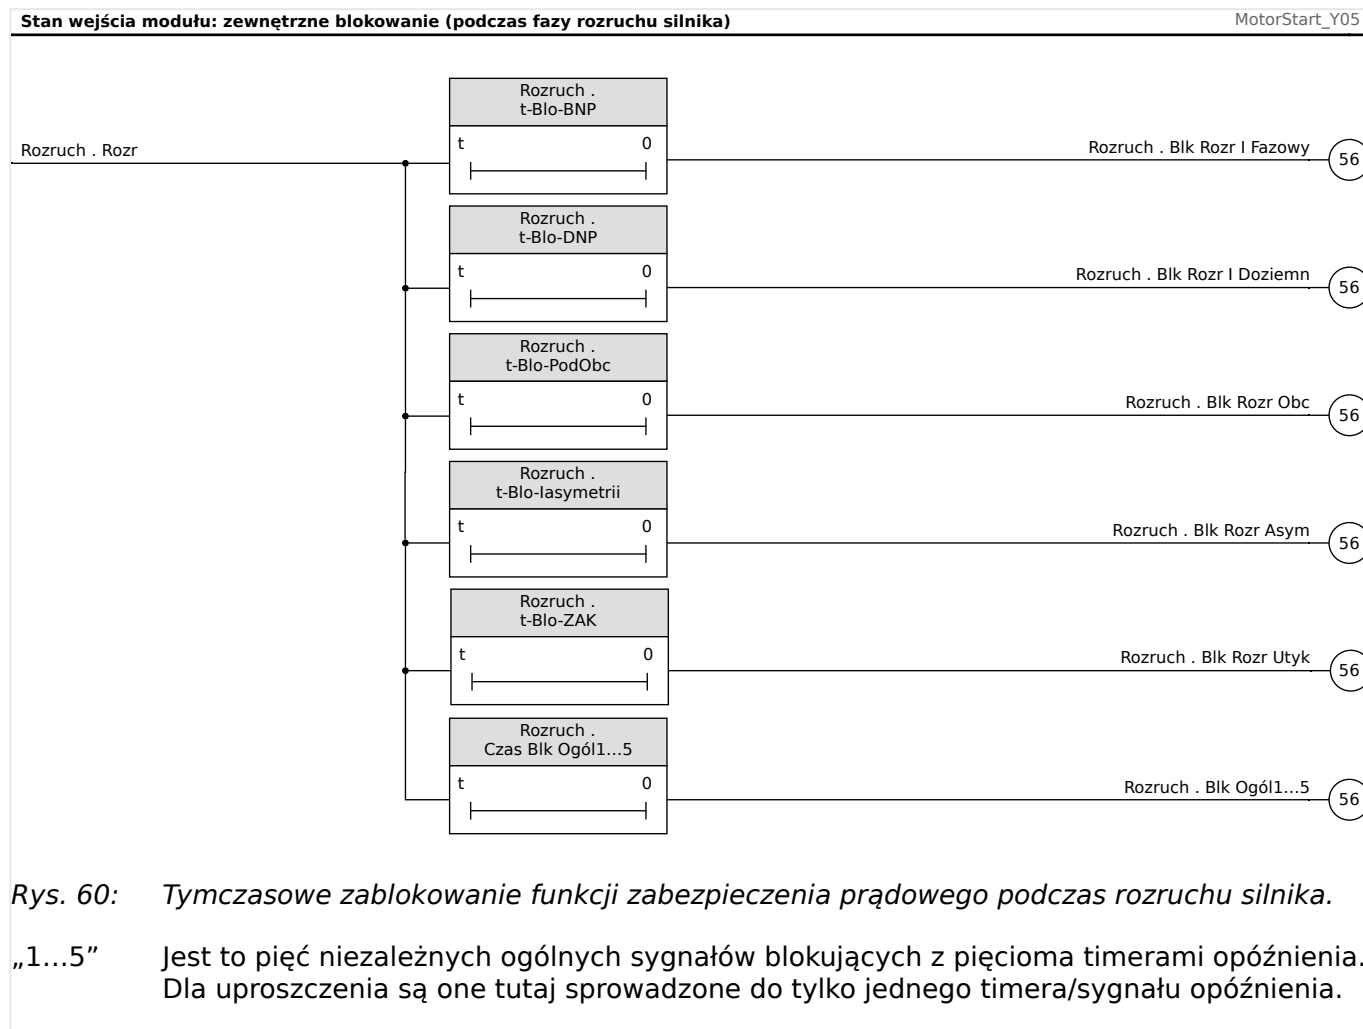 Stan wejścia modułu: zewnętrzne blokowanie (podczas fazy rozruchu silnika)
MotorStart_Y05
Rozruch . Rozr
Rozruch .
t-Blo-BNP
t 0
Rozruch . Blk Rozr I Fazowy
56
Rozruch .
t-Blo-DNP
t 0
Rozruch . Blk Rozr I Doziemn
56
Rozruch .
t-Blo-PodObc
t 0
Rozruch . Blk Rozr Obc
56
Rozruch .
t-Blo-Iasymetrii
t 0
Rozruch . Blk Rozr Asym
56
Rozruch .
t-Blo-ZAK
t 0
Rozruch . Blk Rozr Utyk
56
Rozruch .
Czas Blk Ogól1…5
t 0
Rozruch . Blk Ogól1…5
56
Rys. 60: Tymczasowe zablokowanie funkcji zabezpieczenia prądowego podczas rozruchu silnika.
„1…5” Jest to pięć niezależnych ogólnych sygnałów blokujących z pięcioma timerami opóźnienia.
Dla uproszczenia są one tutaj sprowadzone do tylko jednego timera/sygnału opóźnienia.